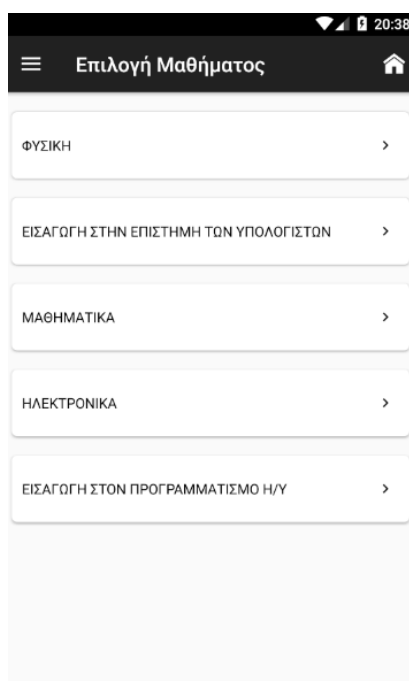 20:38
Επιλογή Μαθήματος
ΦΥΣΙΚΗ
ΕΙΣΑΓΩΓΗ ΣΤΗΝ ΕΠΙΣΤΗΜΗ ΤΩΝ ΥΠΟΛΟΓΙΣΤΩΝ
ΜΑΘΗΜΑΤΙΚΑ
ΗΛΕΚΤΡΟΝΙΚΑ
ΕΙΣΑΓΩΓΗ ΣΤΟΝ ΠΡΟΓΡΑΜΜΑΤΙΣΜΟ Η/Υ